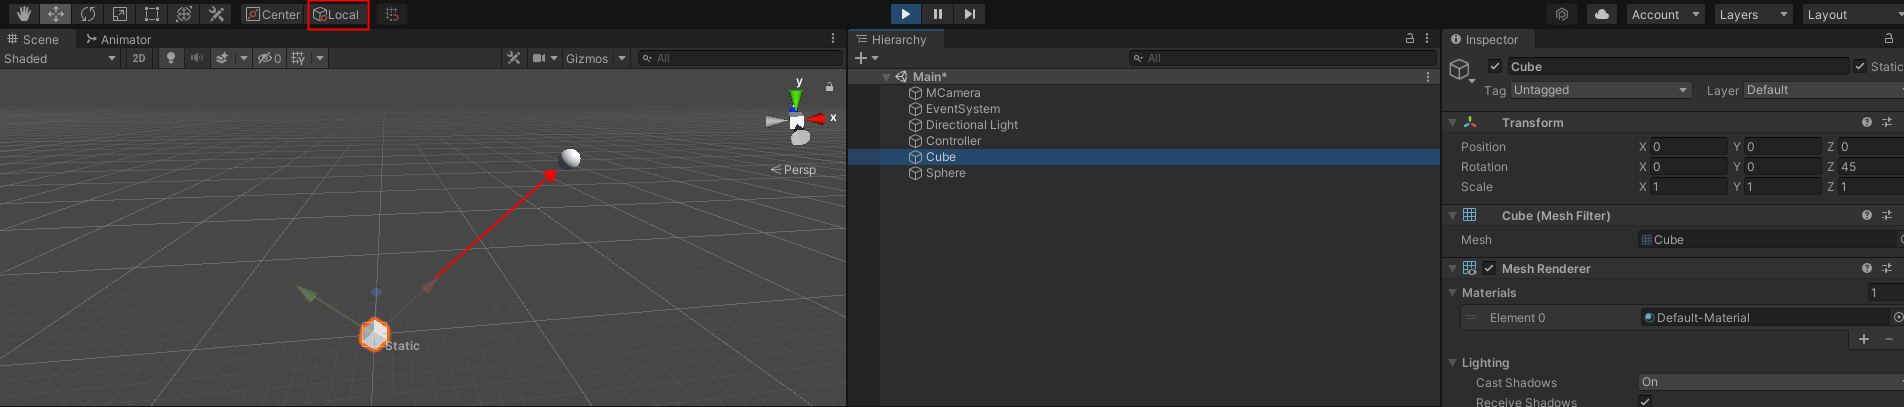 Center Local Account Layers Layout
Scene Animator
Shaded 2D 0 Gizmos All
y
x
Persp
Static
Hierarchy
All
Main*
MCamera
EventSystem
Directional Light
Controller
Cube
Sphere
Inspector
Cube Static
Tag Untagged Layer Default
Transform
Position X 0 Y 0 Z 0
Rotation X 0 Y 0 Z 45
Scale X 1 Y 1 Z 1
Cube (Mesh Filter)
Mesh Cube
Mesh Renderer
Materials 1
Element 0 Default-Material
Lighting
Cast Shadows On
Receive Shadows